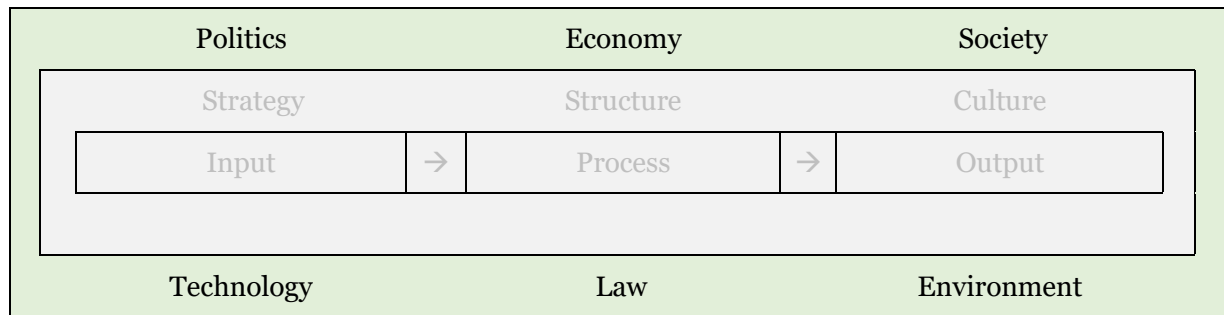 Politics Economy Society
Strategy Structure Culture
Input → Process → Output
Technology Law Environment